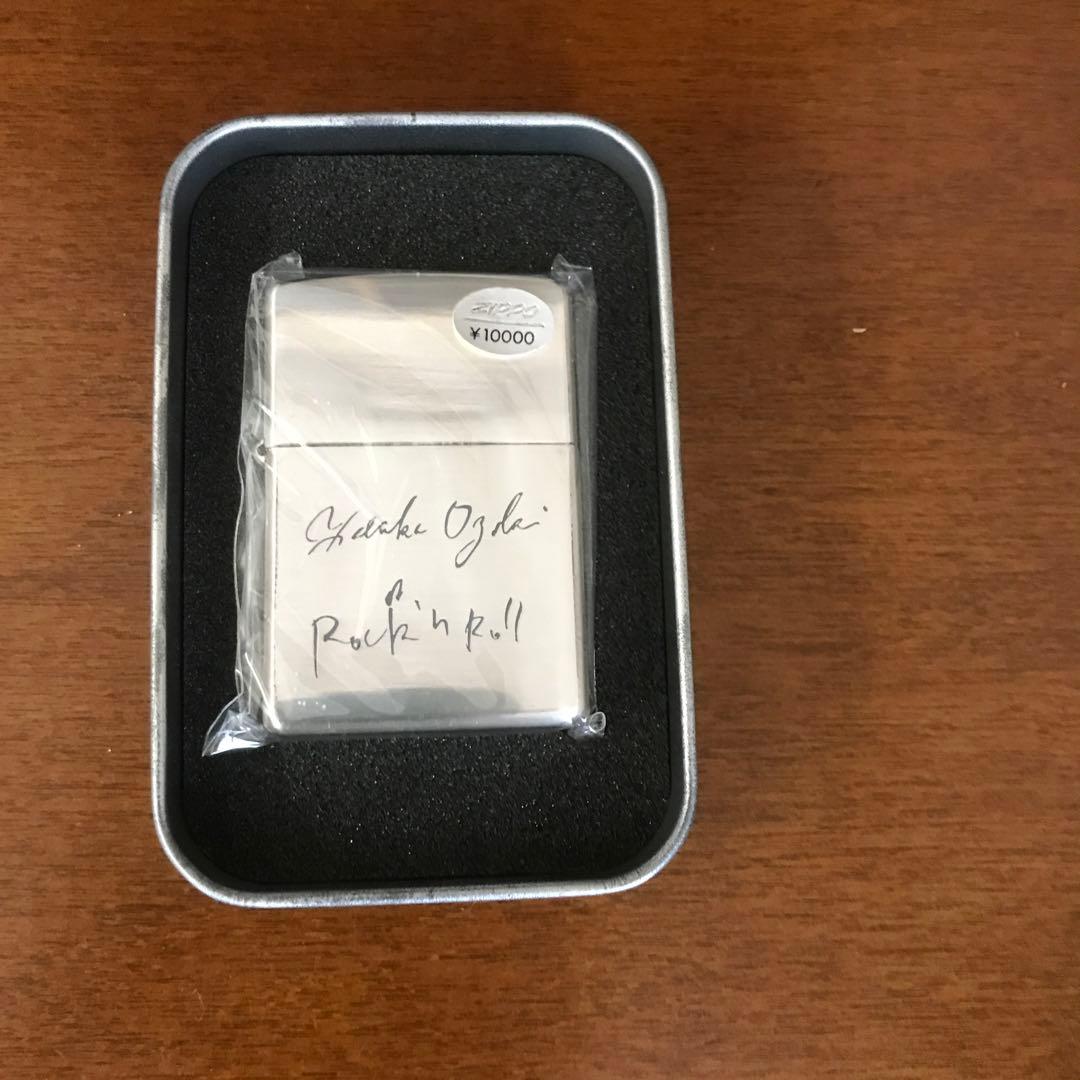 ZIPPO
¥10000
Yutaka Ozaki
Rock'n Roll